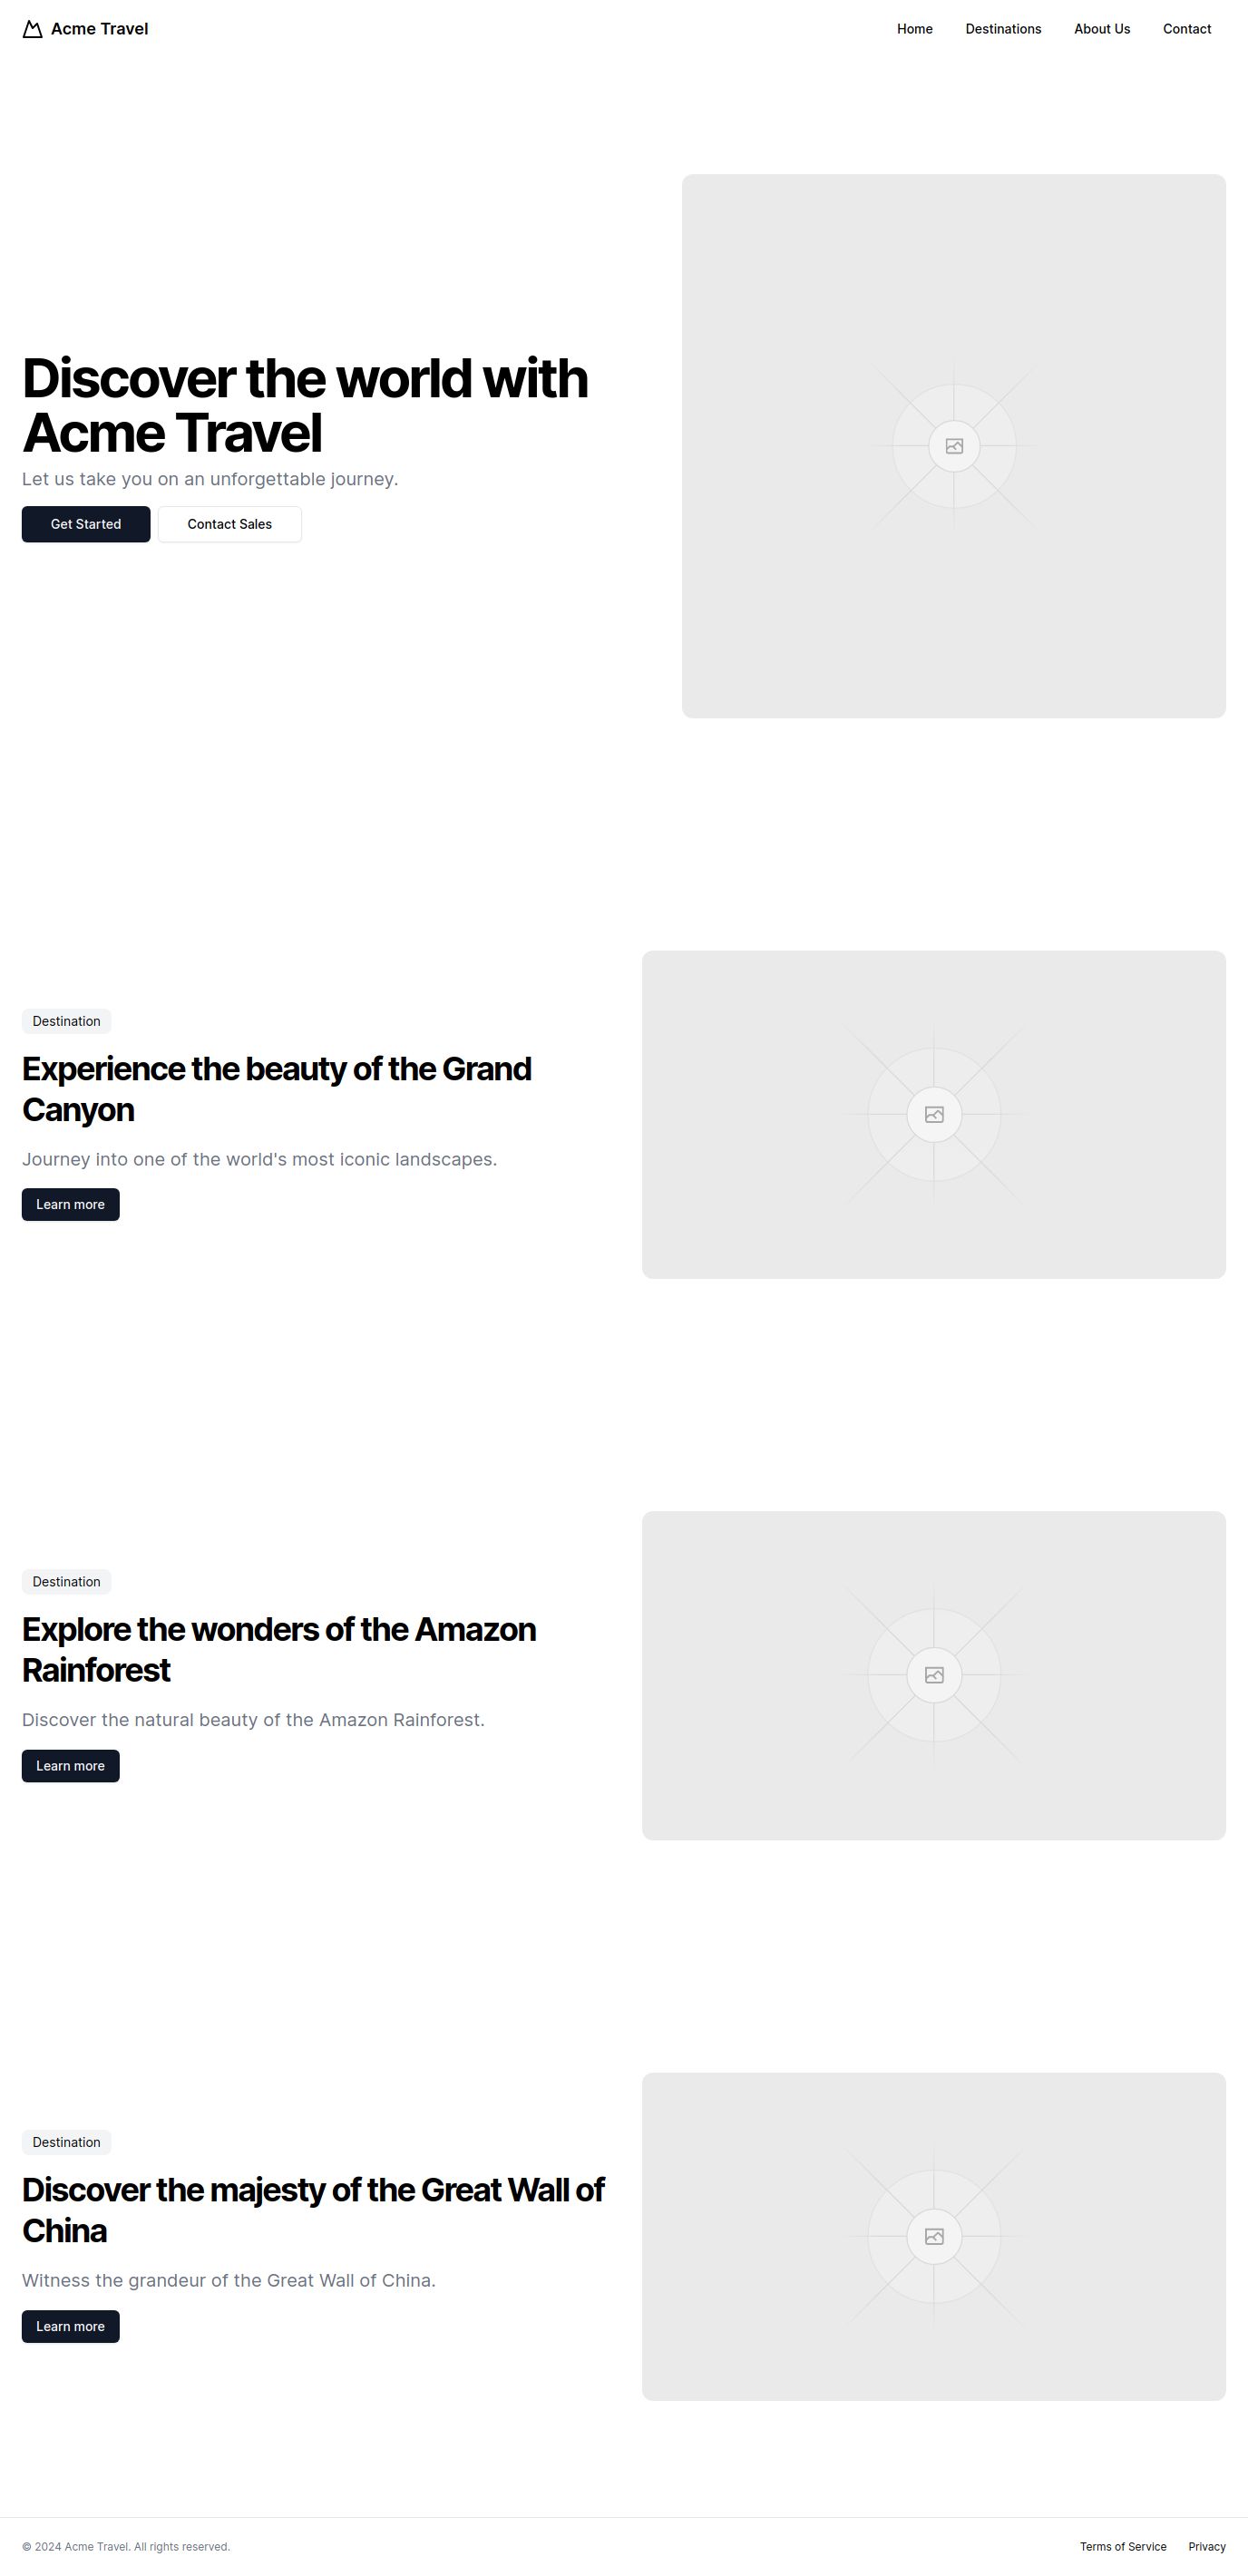 Acme Travel
Home Destinations About Us Contact
Discover the world with
Acme Travel
Let us take you on an unforgettable journey.
Get Started Contact Sales
Destination
Experience the beauty of the Grand
Canyon
Journey into one of the world's most iconic landscapes.
Learn more
Destination
Explore the wonders of the Amazon
Rainforest
Discover the natural beauty of the Amazon Rainforest.
Learn more
Destination
Discover the majesty of the Great Wall of
China
Witness the grandeur of the Great Wall of China.
Learn more
© 2024 Acme Travel. All rights reserved.
Terms of Service Privacy